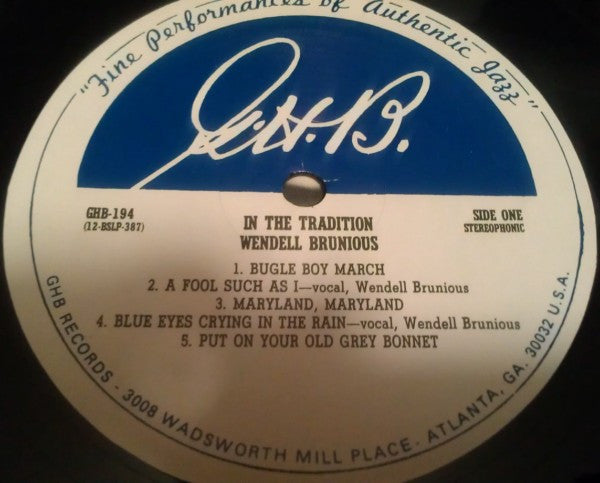 "Fine Performances of Authentic Jazz"
G.H.B.
GHB-194
(12-BSLP-387)
IN THE TRADITION
WENDELL BRUNIOUS
SIDE ONE
STEREOPHONIC
1. BUGLE BOY MARCH
2. A FOOL SUCH AS I—vocal, Wendell Brunious
3. MARYLAND, MARYLAND
4. BLUE EYES CRYING IN THE RAIN—vocal, Wendell Brunious
5. PUT ON YOUR OLD GREY BONNET
GHB RECORDS - 3008 WADSWORTH MILL PLACE - ATLANTA, GA. 30032 U.S.A.